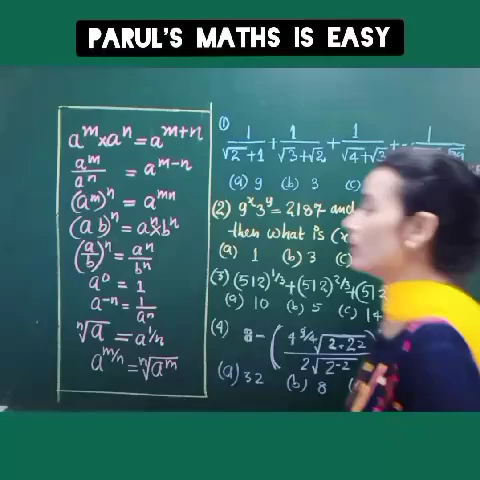 PARUL'S MATHS IS EASY
a^m × a^n = a^{m+n}
a^m/a^n = a^{m-n}
(a^m)^n = a^{mn}
(ab)^n = a^n × b^n
(a/b)^n = a^n/b^n
a^0 = 1
a^{-n} = 1/a^n
ⁿ√a = a^{1/n}
a^{m/n} = ⁿ√a^m
① 1/(√2+1) + 1/(√3+√2) + 1/(√4+√3) +
(a) 9 (b) 3 (c)
(2) 9^x 3^y = 2187 and
then what is (x
(a) 1 (b) 3 (c)
(3) (512)^{1/3} + (512)^{2/3} + (51
(a) 10 (b) 5 (c) 14
(4) 8 -
(a) 32 (b) 8